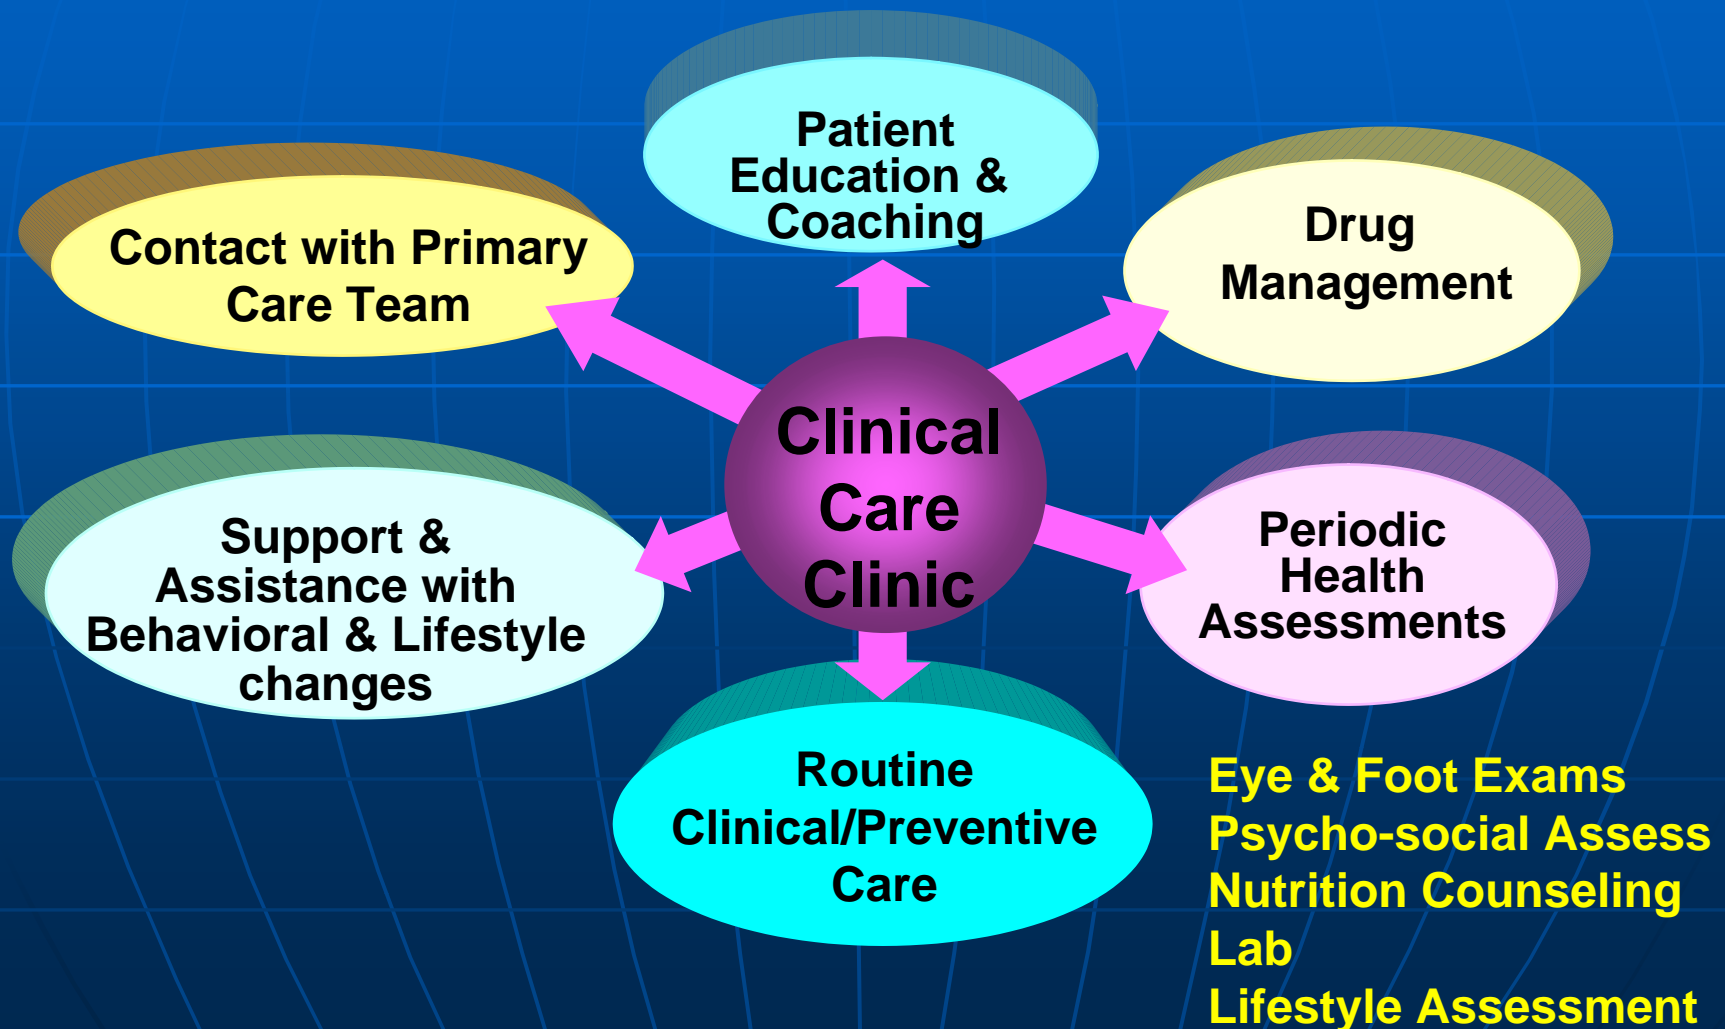 Patient
Education &
Coaching
Contact with Primary
Care Team
Drug
Management
Clinical
Care
Clinic
Support &
Assistance with
Behavioral & Lifestyle
changes
Periodic
Health
Assessments
Routine
Clinical/Preventive
Care
Eye & Foot Exams
Psycho-social Assess
Nutrition Counseling
Lab
Lifestyle Assessment